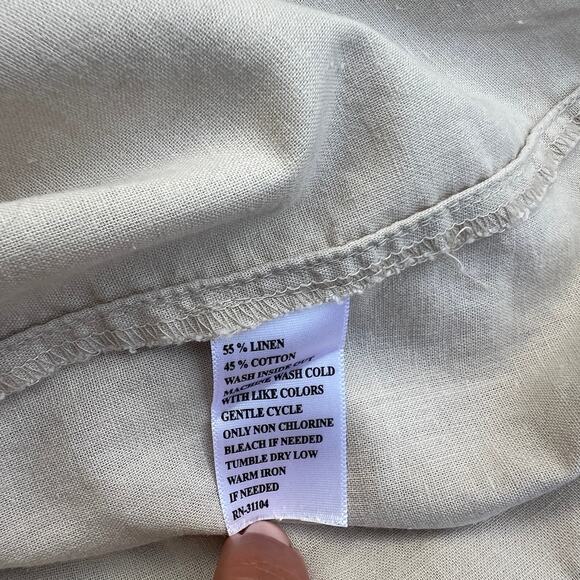 55 % LINEN
45 % COTTON
WASH INSIDE OUT
MACHINE WASH COLD
WITH LIKE COLORS
GENTLE CYCLE
ONLY NON CHLORINE
BLEACH IF NEEDED
TUMBLE DRY LOW
WARM IRON
IF NEEDED
RN-31104